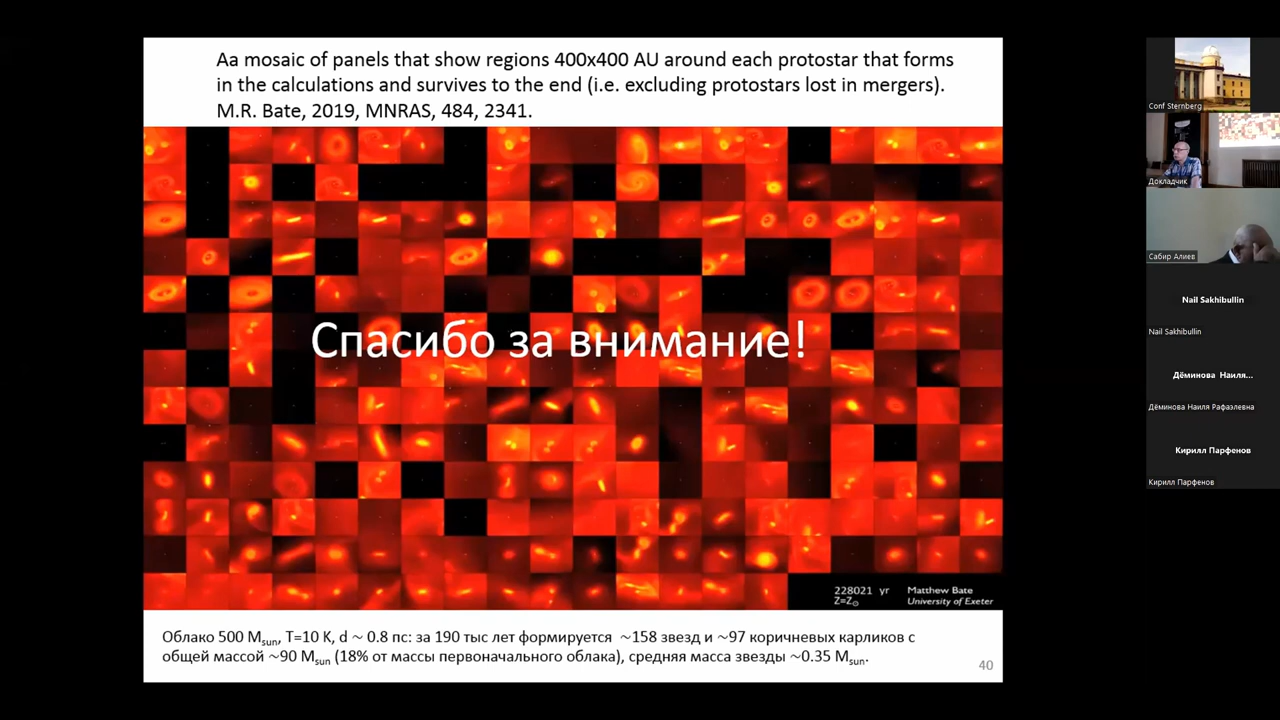 Aa mosaic of panels that show regions 400x400 AU around each protostar that forms
in the calculations and survives to the end (i.e. excluding protostars lost in mergers).
M.R. Bate, 2019, MNRAS, 484, 2341.
Спасибо за внимание!
228021 yr
Z=Z⊙
Matthew Bate
University of Exeter
Облако 500 Msun, T=10 K, d ~ 0.8 пс: за 190 тыс лет формируется ~158 звезд и ~97 коричневых карликов с
общей массой ~90 Msun (18% от массы первоначального облака), средняя масса звезды ~0.35 Msun.
40
Conf Sternberg
Докладчик
Сабир Алиев
Nail Sakhibullin
Nail Sakhibullin
Дёминова Наиля...
Дёминова Наиля Рафаэлевна
Кирилл Парфенов
Кирилл Парфенов